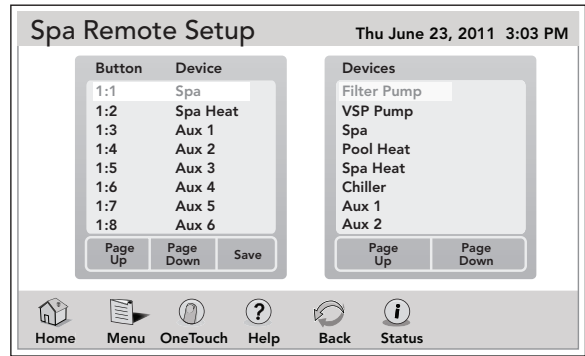 Spa Remote Setup
Thu June 23, 2011 3:03 PM
Button Device
1:1 Spa
1:2 Spa Heat
1:3 Aux 1
1:4 Aux 2
1:5 Aux 3
1:6 Aux 4
1:7 Aux 5
1:8 Aux 6
Page Up
Page Down
Save
Devices
Filter Pump
VSP Pump
Spa
Pool Heat
Spa Heat
Chiller
Aux 1
Aux 2
Page Up
Page Down
Home
Menu
OneTouch
?
Help
Back
i
Status